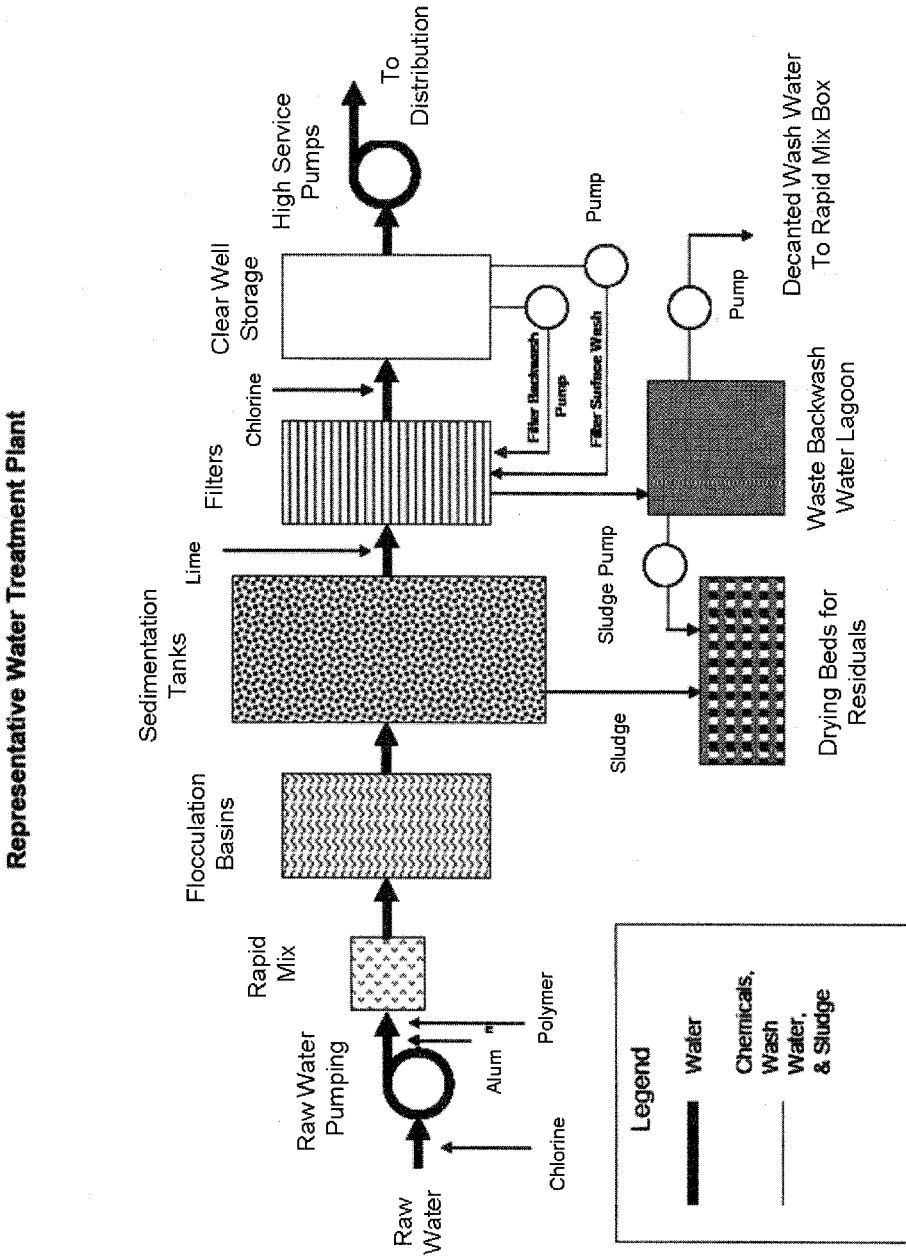 Representative Water Treatment Plant
Raw
Water
Chlorine
Raw Water
Pumping
Alum
Polymer
Rapid
Mix
Flocculation
Basins
Sedimentation
Tanks
Sludge
Lime
Filters
Chlorine
Clear Well
Storage
High Service
Pumps
To
Distribution
Filter Backwash
Pump
Filter Surface Wash
Pump
Sludge Pump
Drying Beds for
Residuals
Waste Backwash
Water Lagoon
Pump
Decanted Wash Water
To Rapid Mix Box
Legend
Water
Chemicals,
Wash
Water,
& Sludge